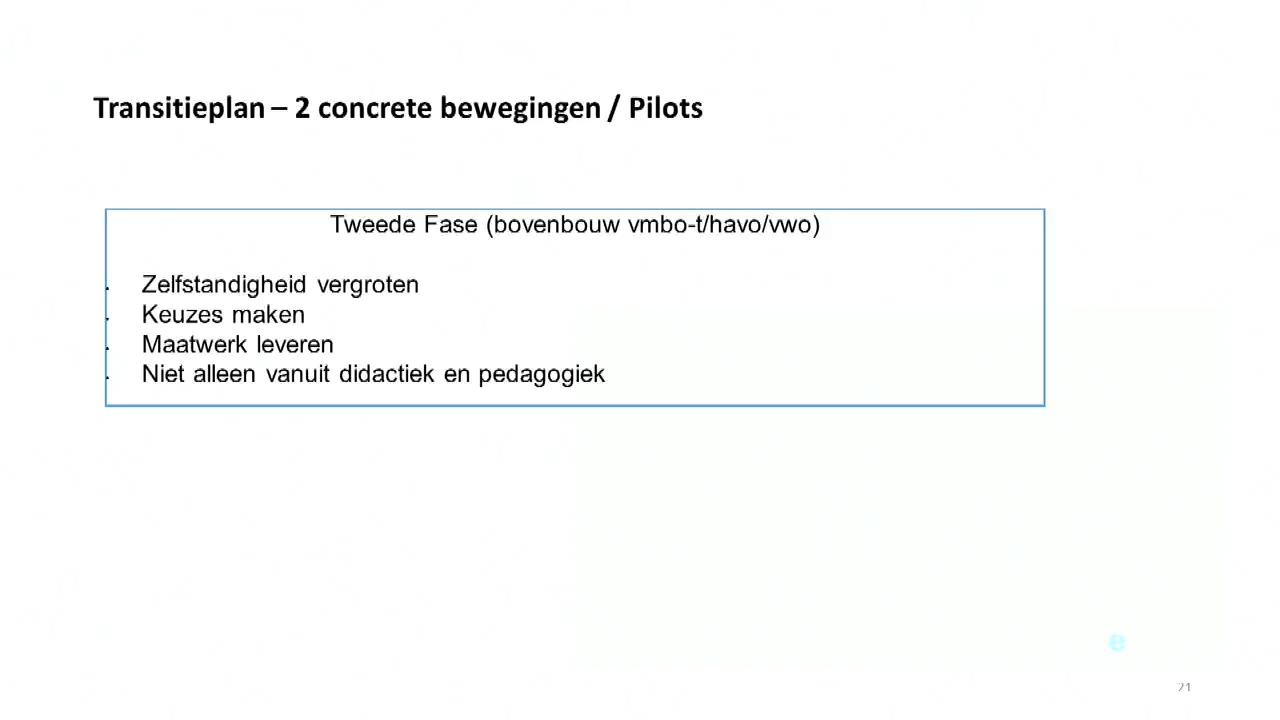 Transitieplan – 2 concrete bewegingen / Pilots
Tweede Fase (bovenbouw vmbo-t/havo/vwo)
· Zelfstandigheid vergroten
· Keuzes maken
· Maatwerk leveren
· Niet alleen vanuit didactiek en pedagogiek
e
21